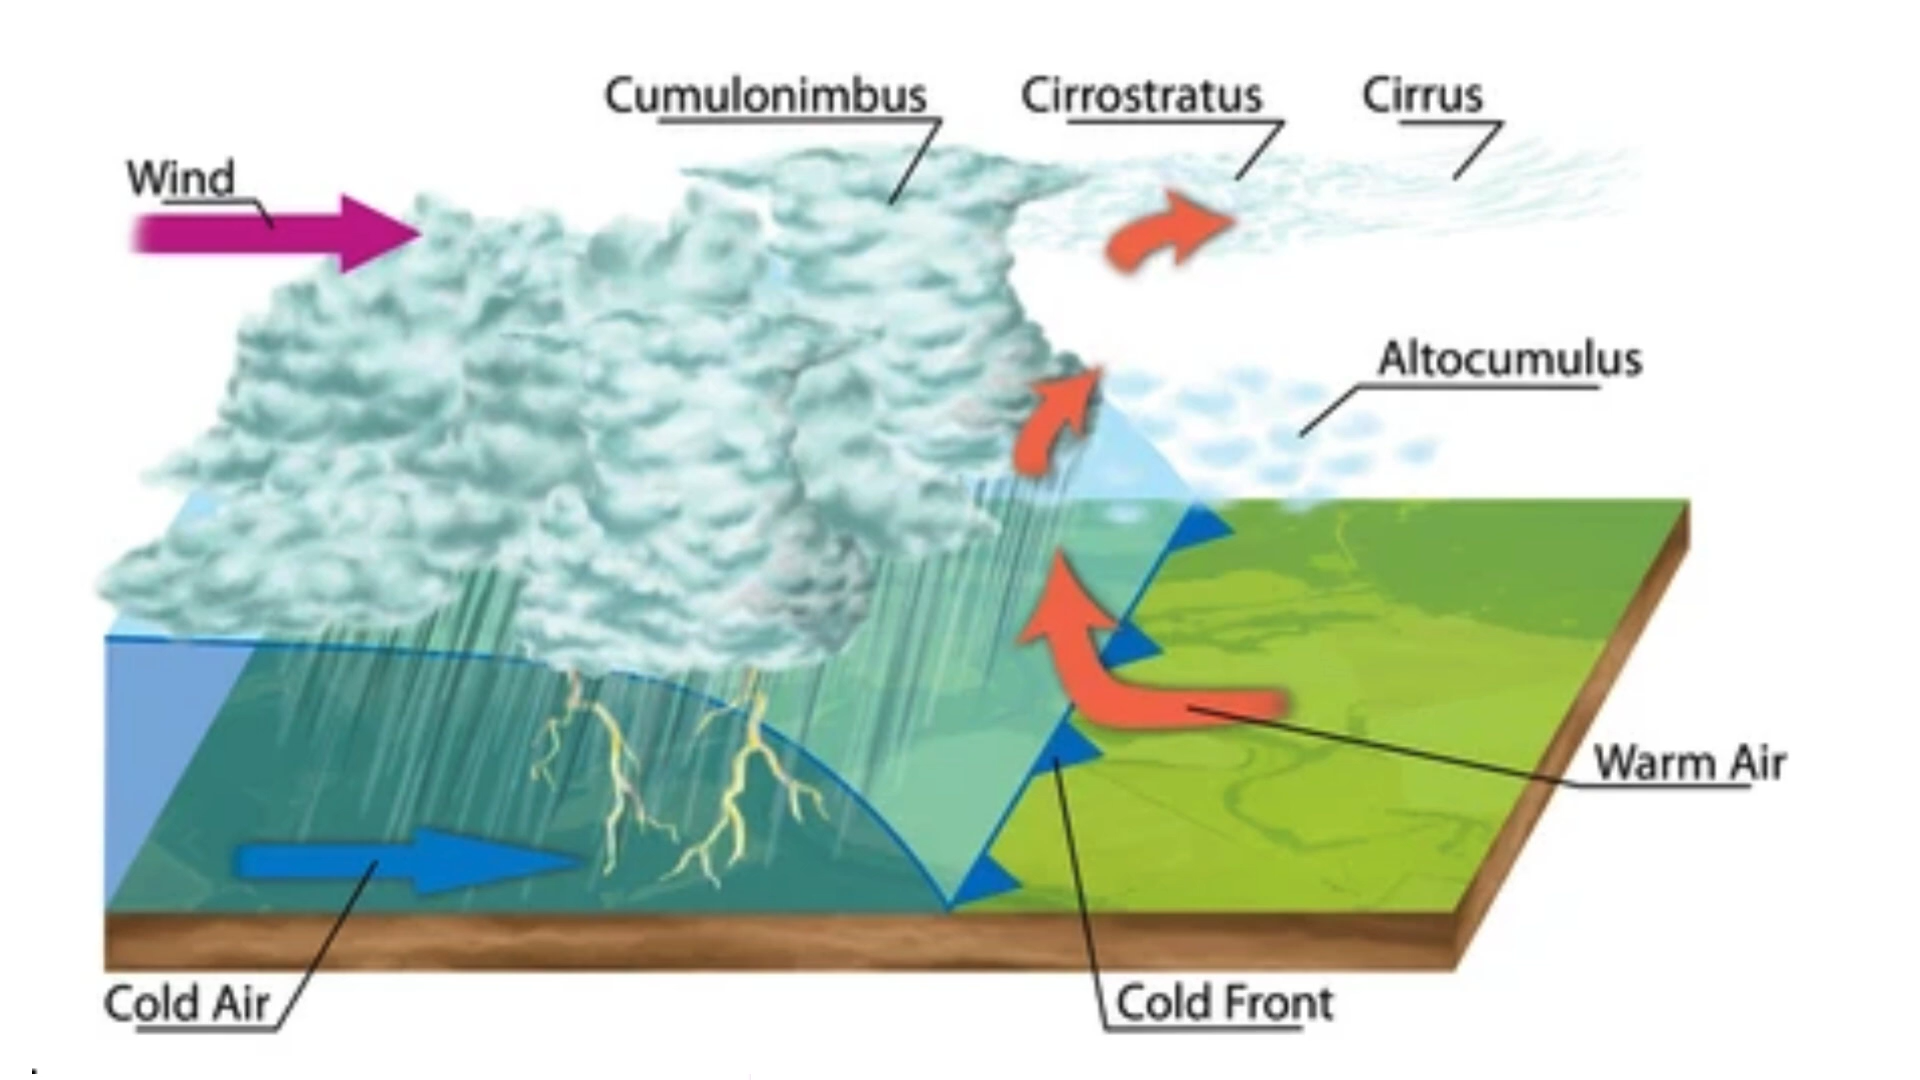 Cumulonimbus
Cirrostratus
Cirrus
Wind
Altocumulus
Warm Air
Cold Air
Cold Front